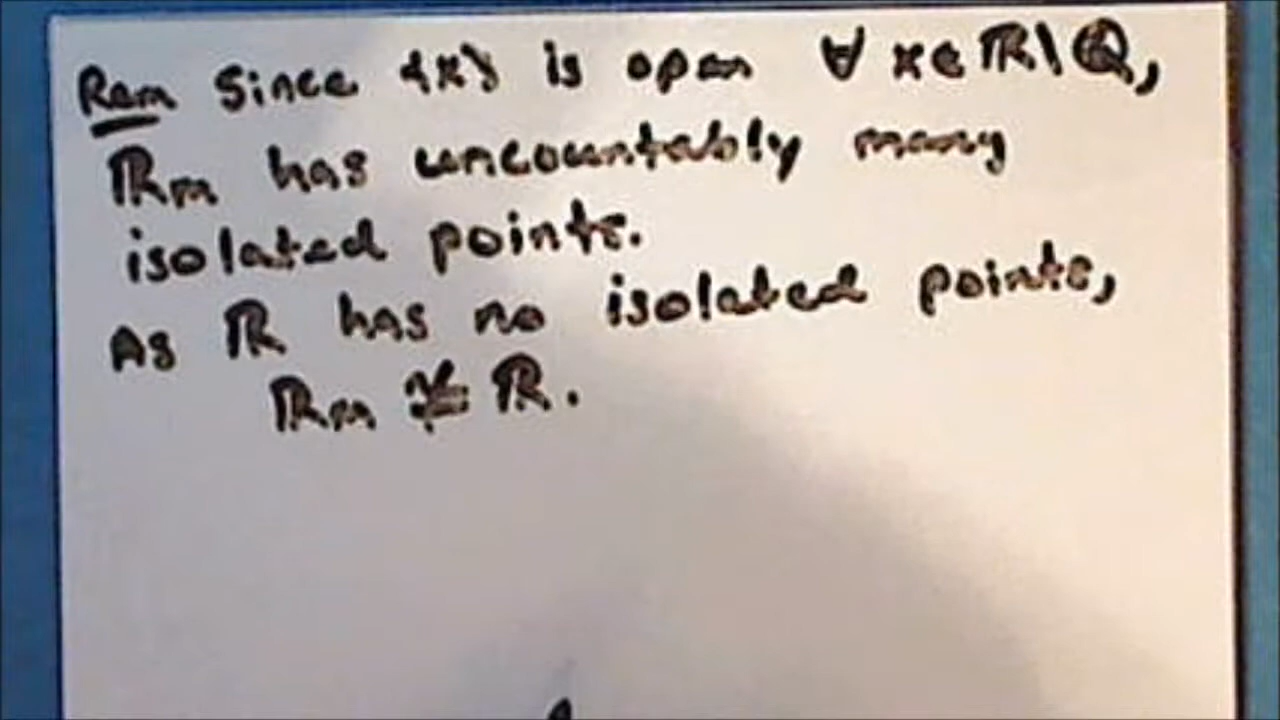 Rem Since {x} is open ∀ x∈ℝ\ℚ,
ℝm has uncountably many
isolated points.
As ℝ has no isolated points,
ℝm ≇ ℝ.